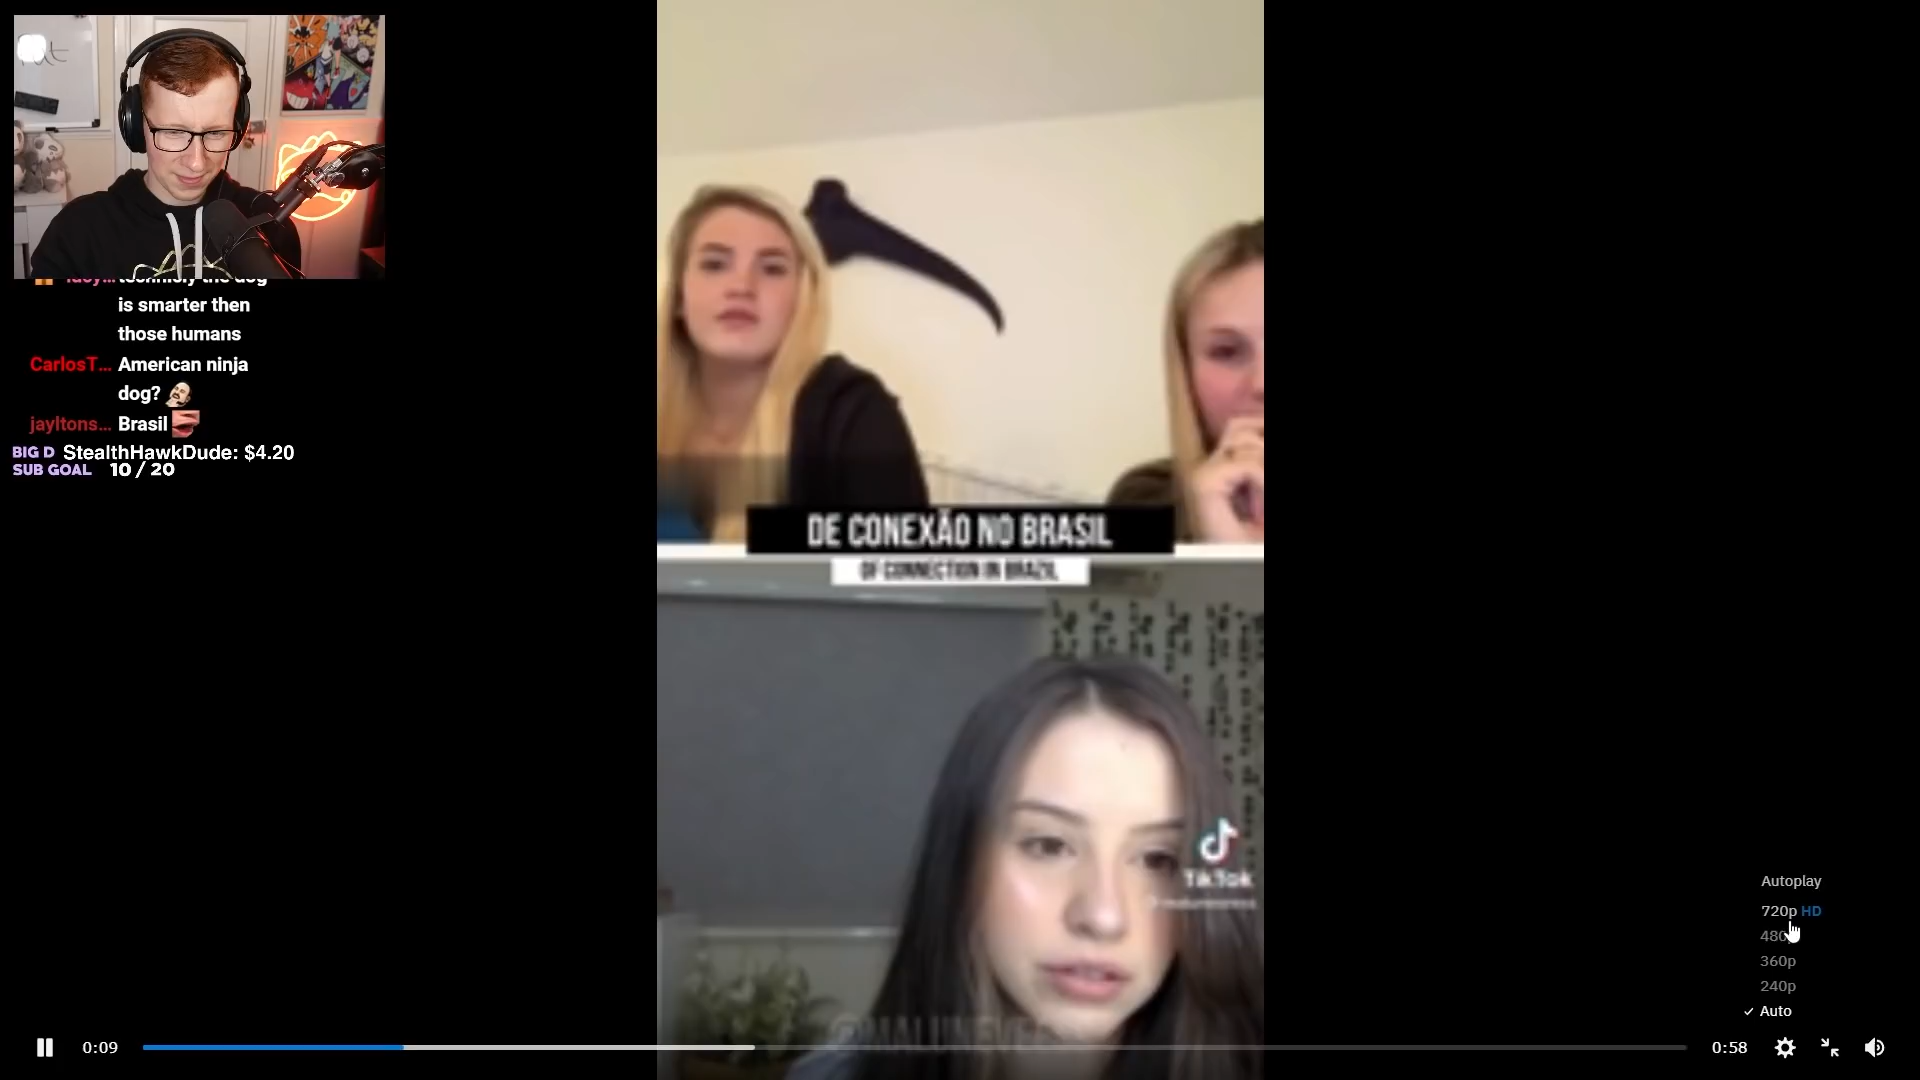 is smarter then
those humans
CarlosT... American ninja
dog?
jayltons... Brasil
BIG D StealthHawkDude: $4.20
SUB GOAL 10 / 20
DE CONEXÃO NO BRASIL
OF CONNECTION IN BRAZIL
TikTok
Autoplay
720p HD
360p
240p
Auto
0:09
0:58